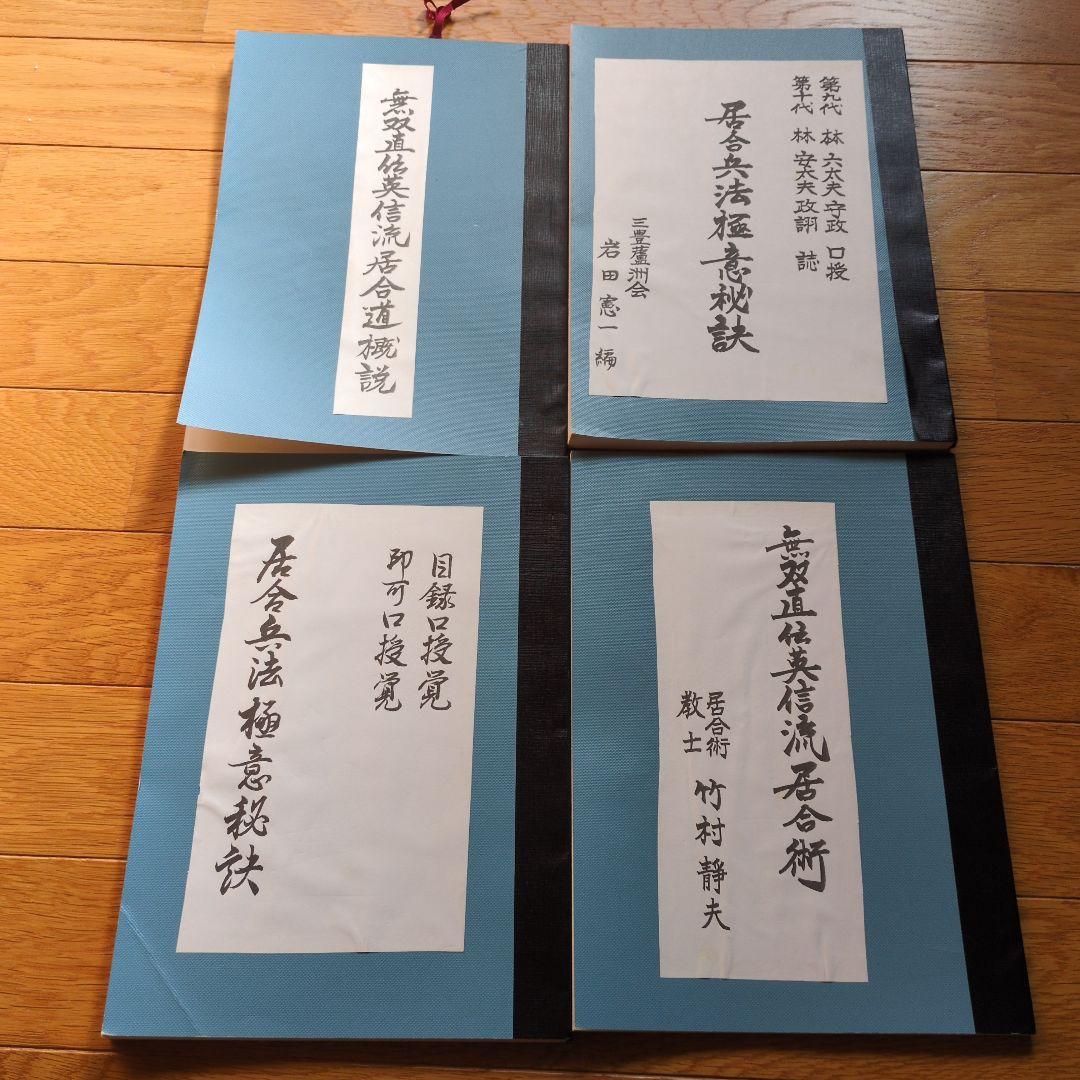 無双直伝英信流居合道概説
第九代 林 六太夫守政 口授
第十代 林 安太夫政詡 誌
居合兵法極意秘訣
三豊蘆洲会
岩田憲一編
目録口授覚
印可口授覚
居合兵法極意秘訣
無双直伝英信流居合術
居合術
教士
竹村靜夫